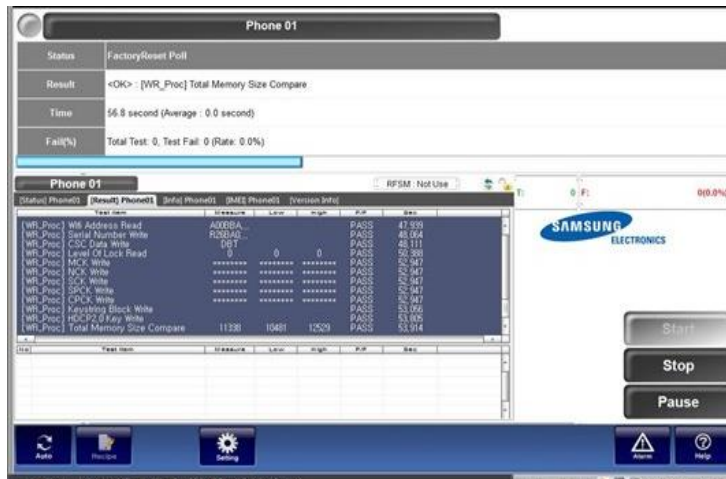 Phone 01
Status FactoryReset Poll
Result <OK> : [WR_Proc] Total Memory Size Compare
Time 56.8 second (Average : 0.0 second)
Fail(%) Total Test: 0, Test Fail: 0 (Rate: 0.0%)
Phone 01 RFSM : Not Use T: 0 F: 0(0.0%)
[Status] Phone01 [Result] Phone01 [Info] Phone01 [IMEI] Phone01 [Version Info]
Test Item Measure Low High P/F Sec
[WR_Proc] Wifi Address Read A00BBA... PASS 47,939
[WR_Proc] Serial Number Write R26BA0... PASS 48,064
[WR_Proc] CSC Data Write DBT PASS 48,111
[WR_Proc] Level Of Lock Read 0 0 0 PASS 50,388
[WR_Proc] MCK Write ******** ******** ******** PASS 52,947
[WR_Proc] NCK Write ******** ******** ******** PASS 52,947
[WR_Proc] SCK Write ******** ******** ******** PASS 52,947
[WR_Proc] SPCK Write ******** ******** ******** PASS 52,947
[WR_Proc] CPCK Write ******** ******** ******** PASS 52,947
[WR_Proc] Keystring Block Write PASS 53,056
[WR_Proc] HDCP2.0 Key Write PASS 53,805
[WR_Proc] Total Memory Size Compare 11338 10481 12529 PASS 53,914
SAMSUNG
ELECTRONICS
No Test Item Measure Low High P/F Sec
Start
Stop
Pause
Auto Recipe Setting Alarm Help